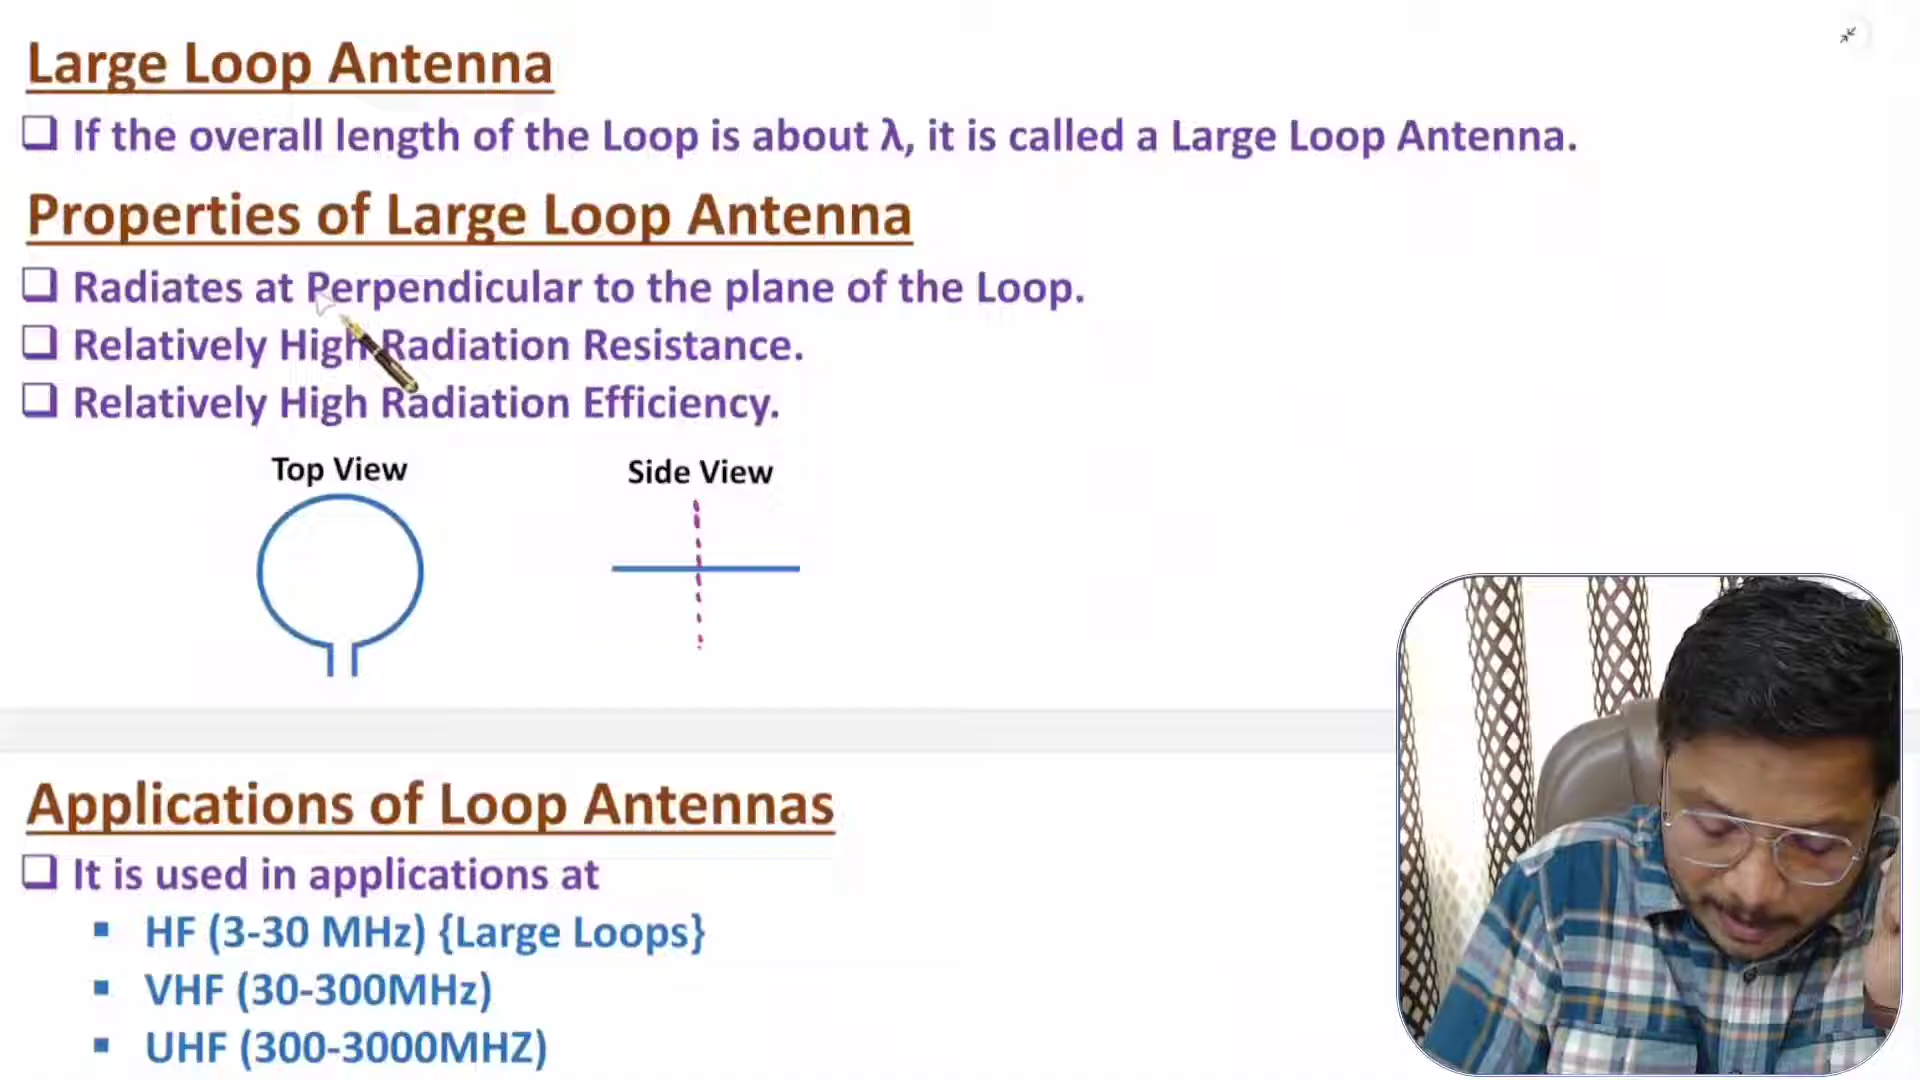 Large Loop Antenna
❑ If the overall length of the Loop is about λ, it is called a Large Loop Antenna.
Properties of Large Loop Antenna
❑ Radiates at Perpendicular to the plane of the Loop.
❑ Relatively High Radiation Resistance.
❑ Relatively High Radiation Efficiency.
Top View
Side View
Applications of Loop Antennas
❑ It is used in applications at
▪ HF (3-30 MHz) {Large Loops}
▪ VHF (30-300MHz)
▪ UHF (300-3000MHZ)